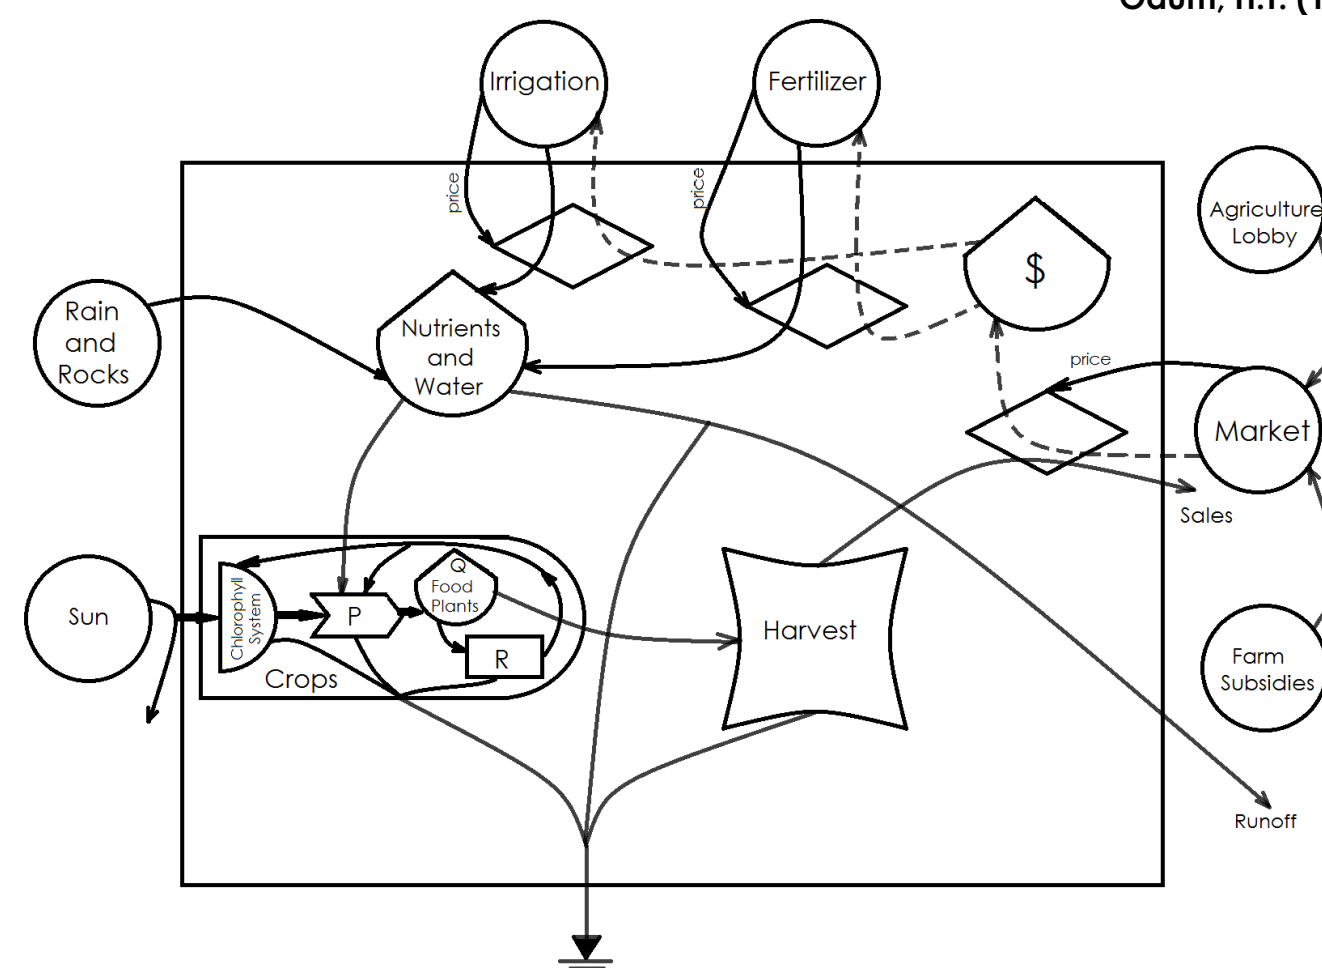 Odum, H.T. (1
Irrigation
Fertilizer
price
price
Agriculture
Lobby
$
Rain
and
Rocks
Nutrients
and
Water
price
Market
Sales
Sun
Chlorophyll
System
P
Q
Food
Plants
R
Crops
Harvest
Farm
Subsidies
Runoff